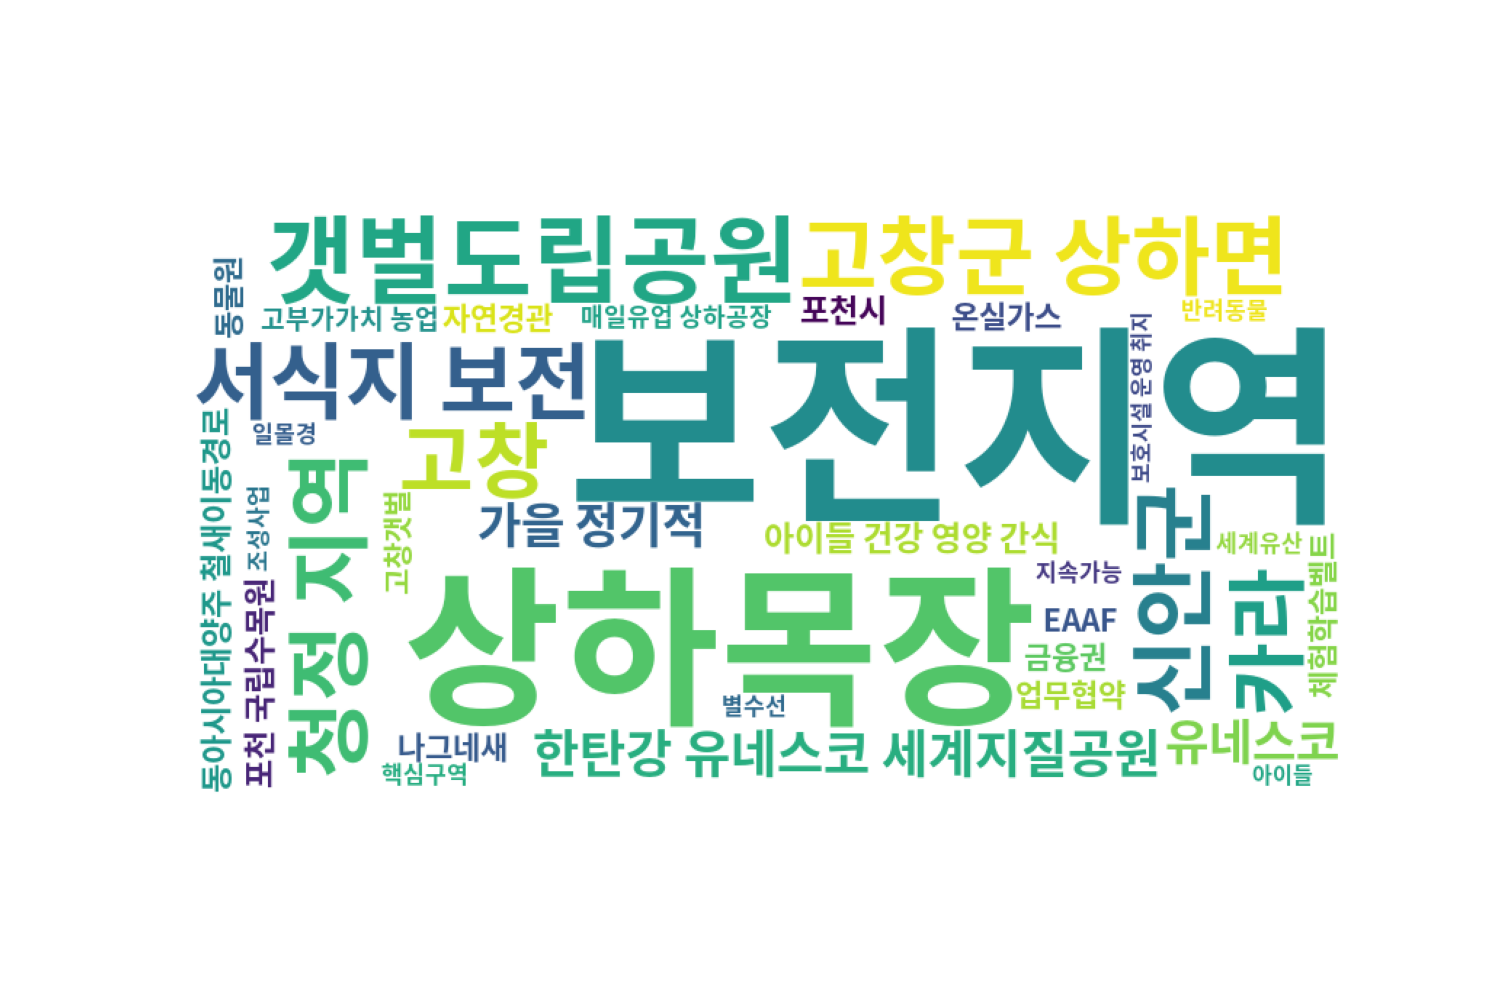 갯벌도립공원
고창군 상하면
동물원
고부가가치 농업
자연경관
매일유업 상하공장
포천시
온실가스
반려동물
서식지 보전
보전지역
보호시설 운영 취지
일몰경
고창
동아시아대양주 철새이동경로
조성사업
청정 지역
고창갯벌
가을 정기적
아이들 건강 영양 간식
신안군
세계유산
체험학습벨트
지속가능
카라
상하목장
EAAF
포천 국립수목원
금융권
업무협약
별수선
나그네새
한탄강 유네스코 세계지질공원
유네스코
핵심구역
아이들